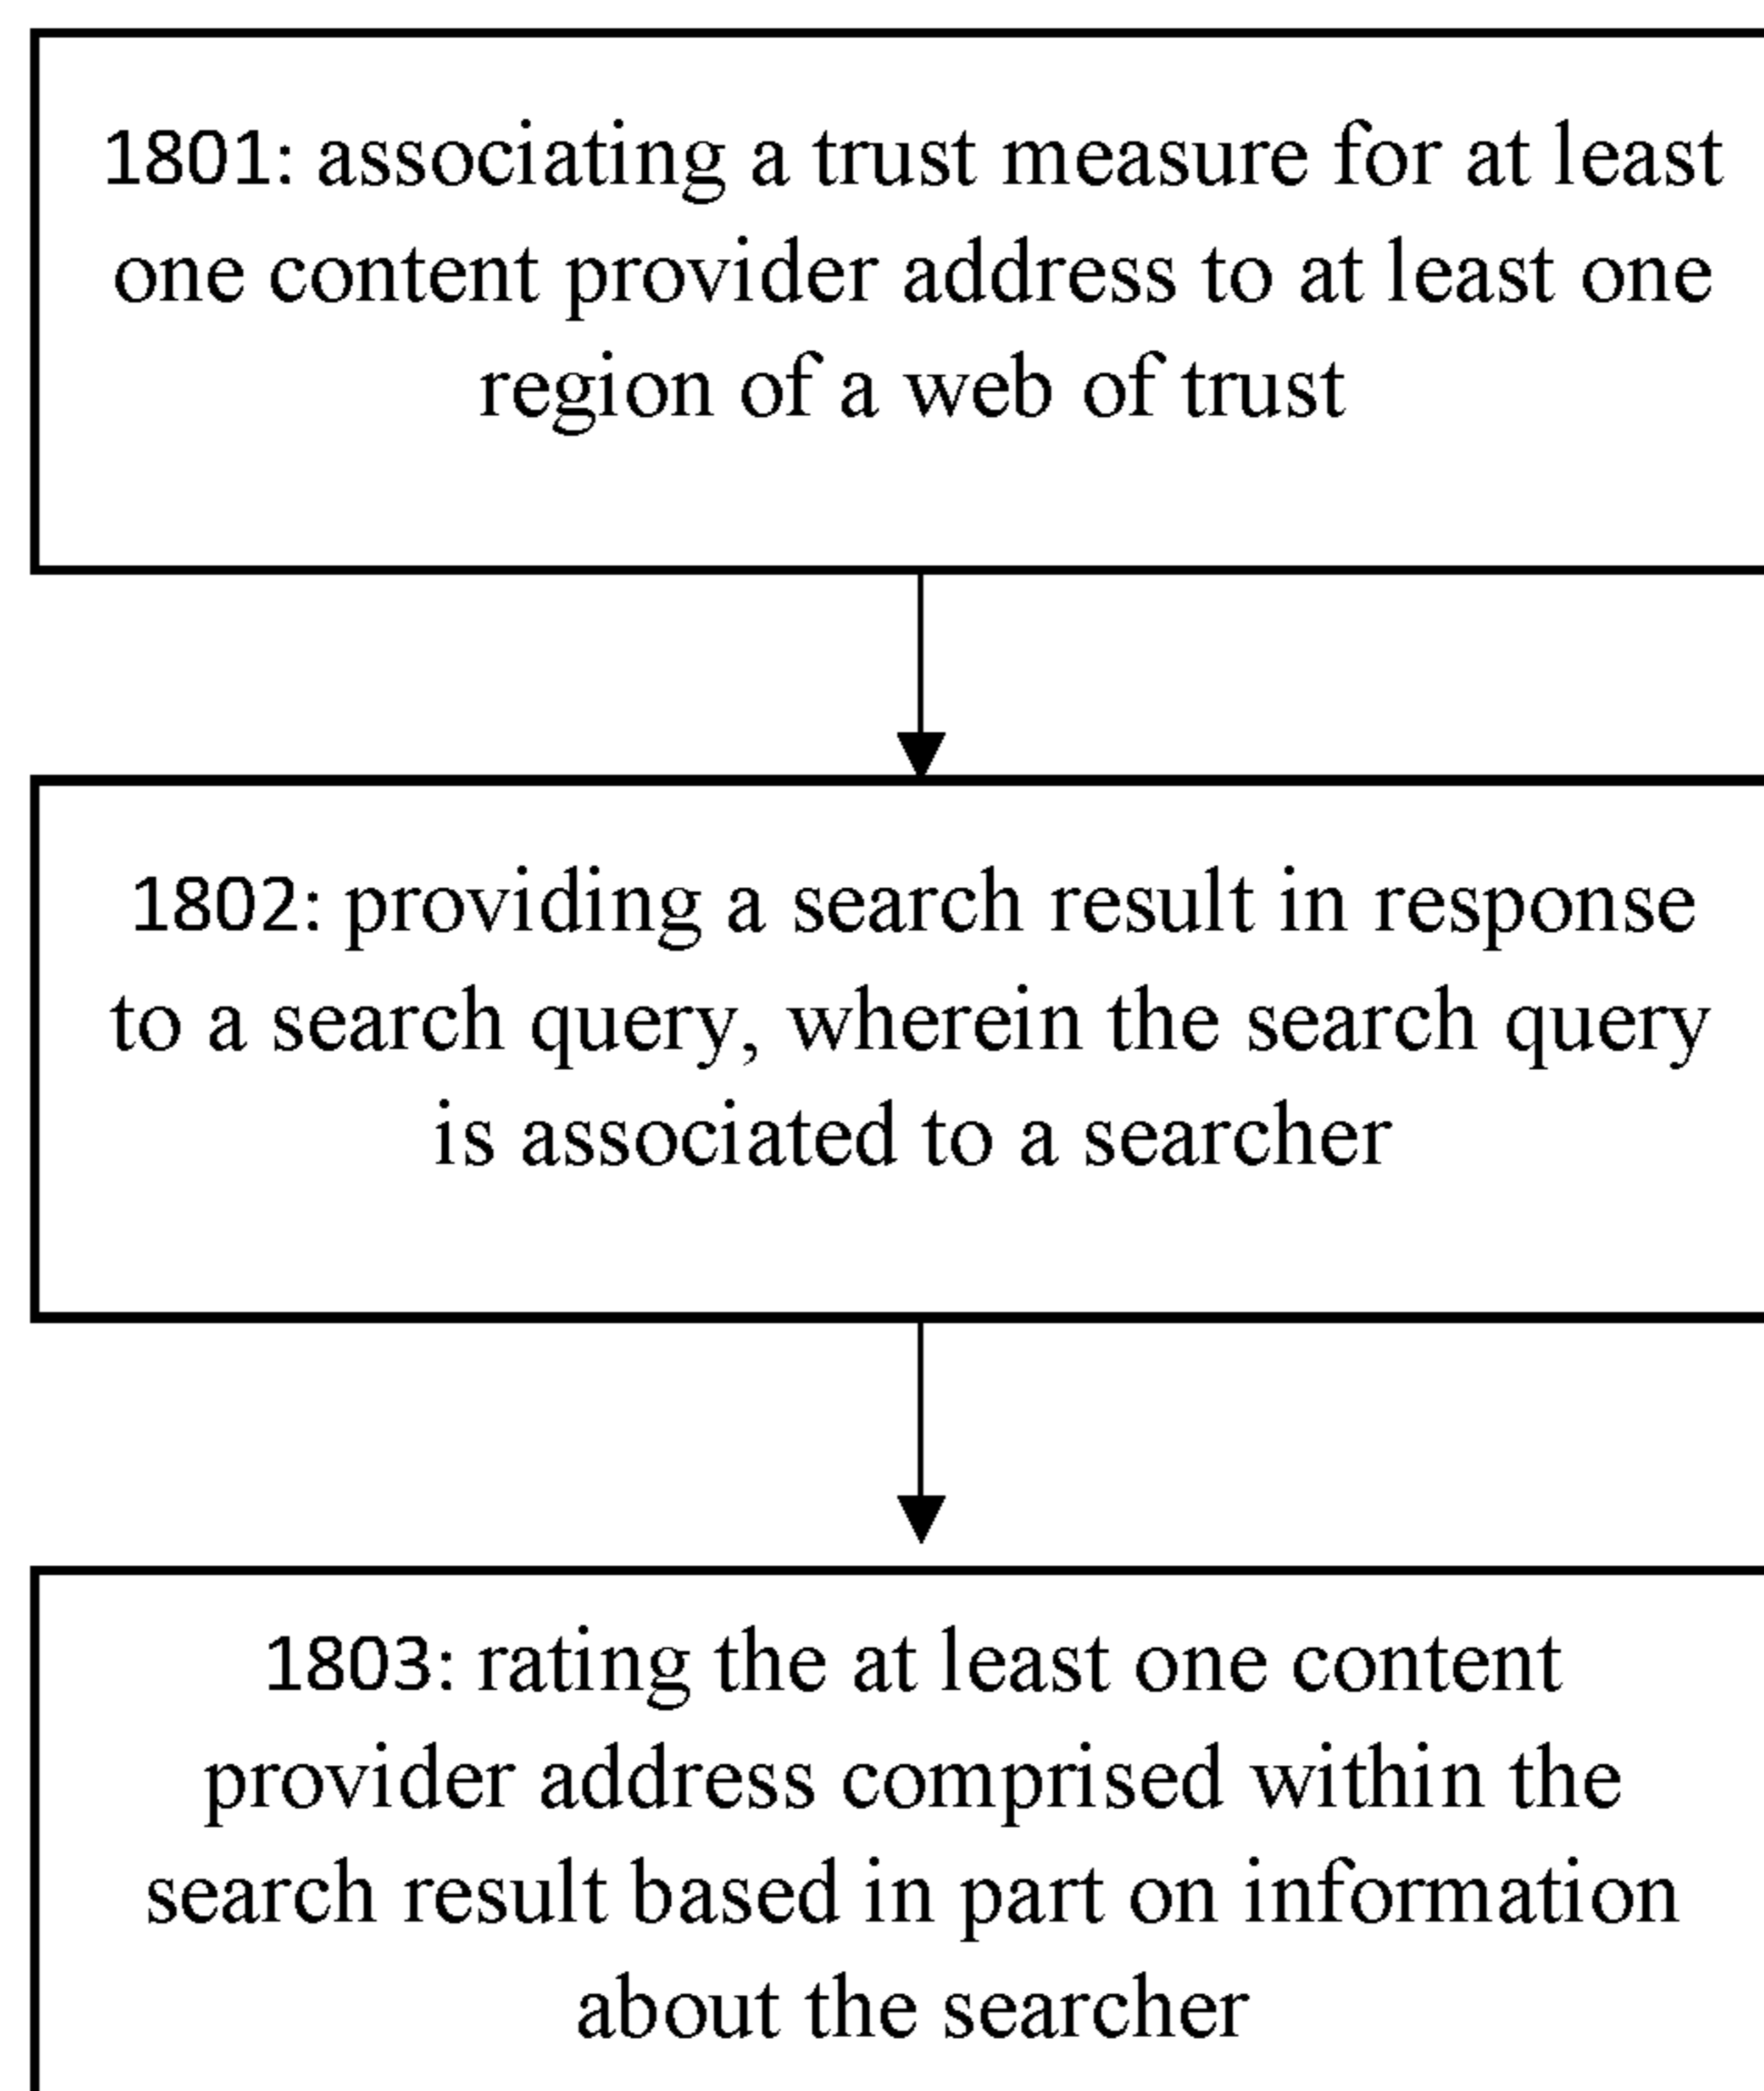 1801: associating a trust measure for at least
one content provider address to at least one
region of a web of trust
1802: providing a search result in response
to a search query, wherein the search query
is associated to a searcher
1803: rating the at least one content
provider address comprised within the
search result based in part on information
about the searcher